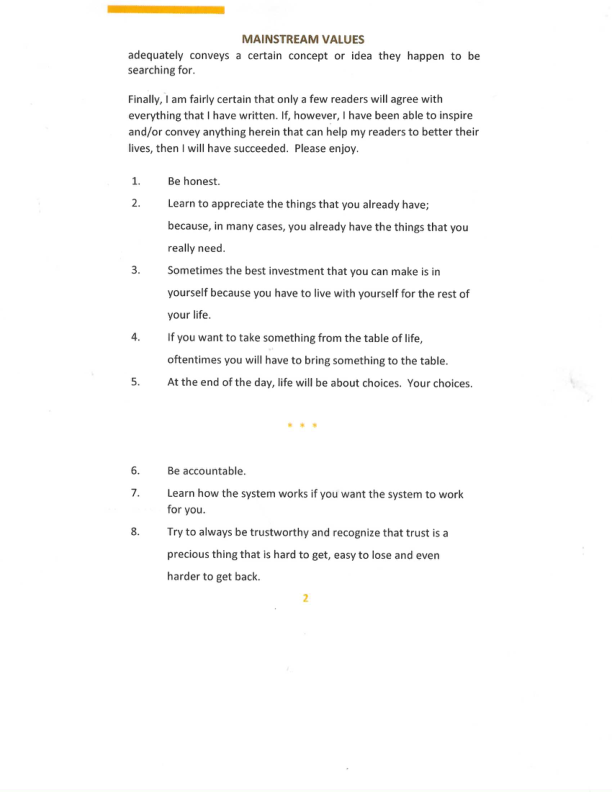 MAINSTREAM VALUES
adequately conveys a certain concept or idea they happen to be
searching for.
Finally, I am fairly certain that only a few readers will agree with
everything that I have written. If, however, I have been able to inspire
and/or convey anything herein that can help my readers to better their
lives, then I will have succeeded. Please enjoy.
1. Be honest.
2. Learn to appreciate the things that you already have;
because, in many cases, you already have the things that you
really need.
3. Sometimes the best investment that you can make is in
yourself because you have to live with yourself for the rest of
your life.
4. If you want to take something from the table of life,
oftentimes you will have to bring something to the table.
5. At the end of the day, life will be about choices. Your choices.
* * *
6. Be accountable.
7. Learn how the system works if you want the system to work
for you.
8. Try to always be trustworthy and recognize that trust is a
precious thing that is hard to get, easy to lose and even
harder to get back.
2